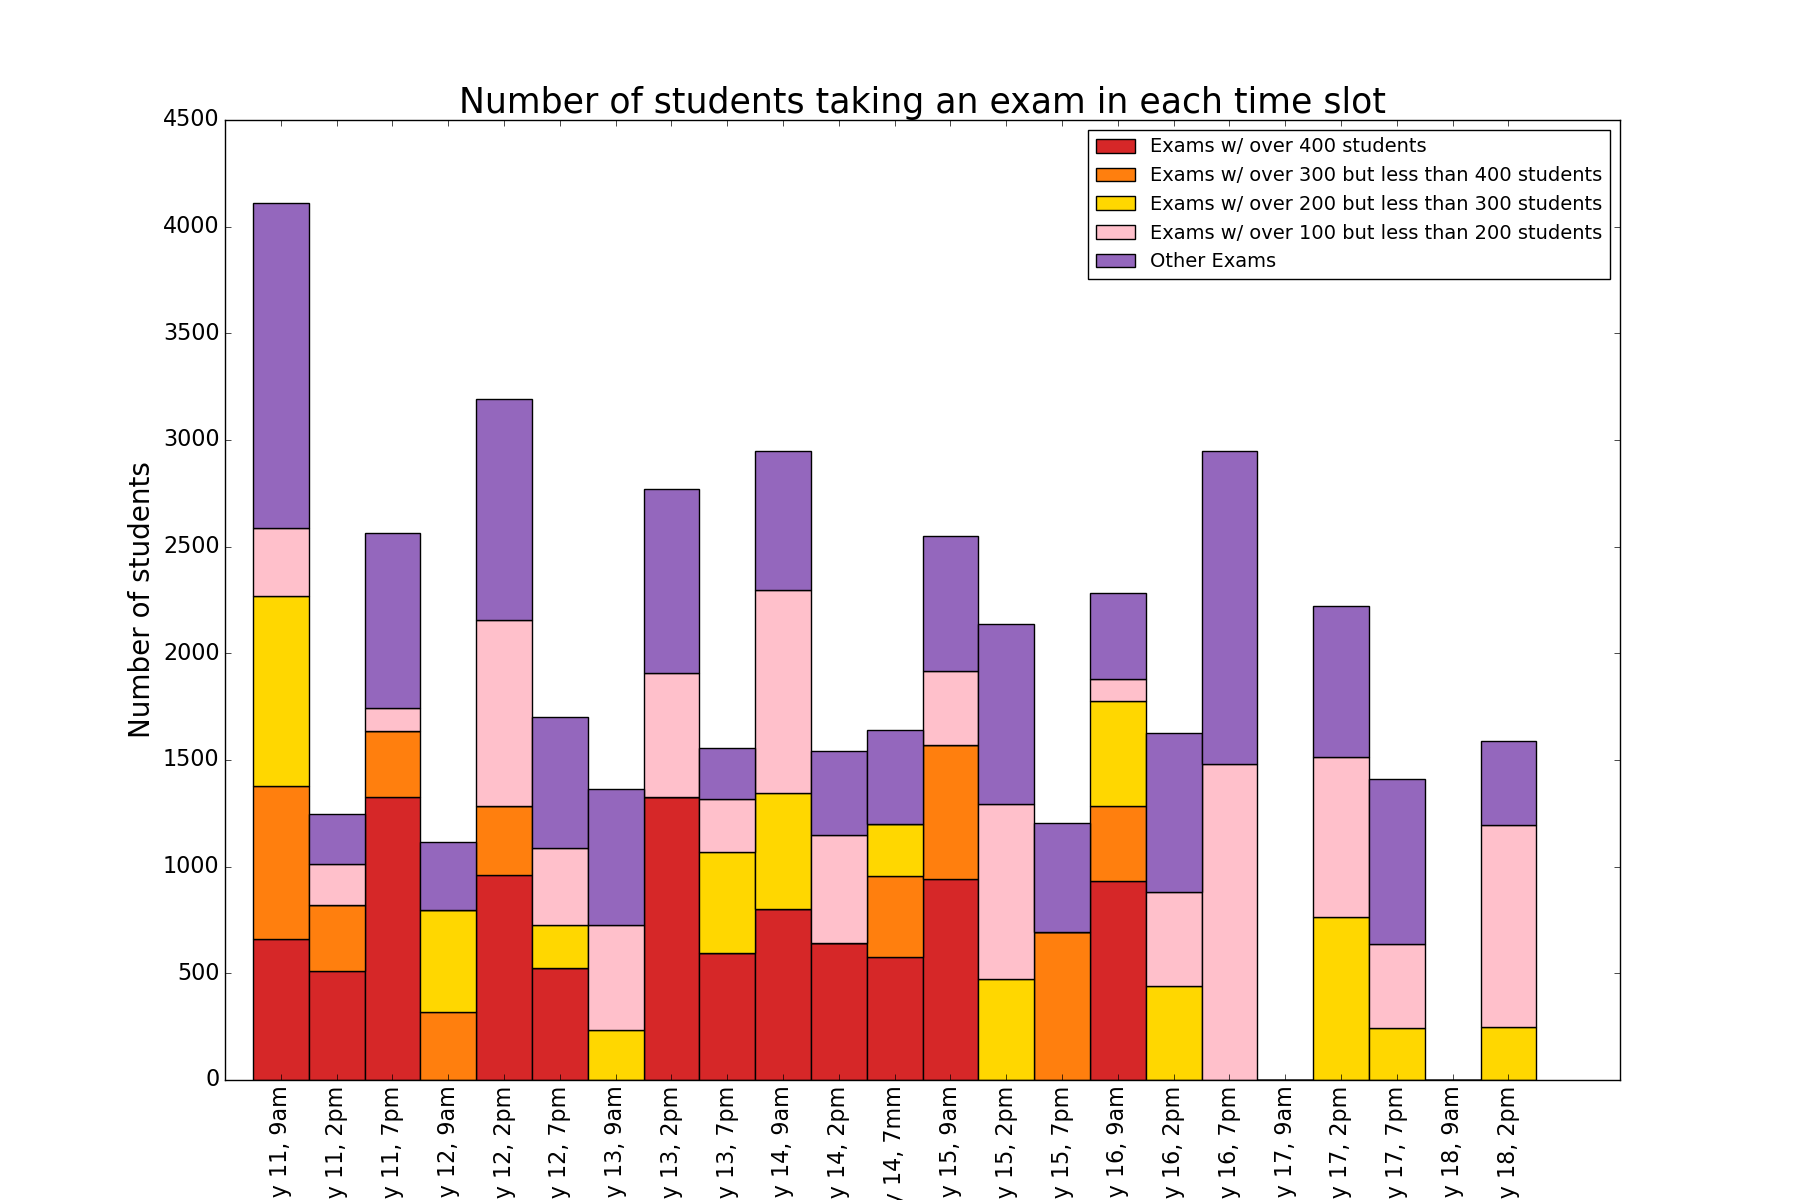 Number of students taking an exam in each time slot
Exams w/ over 400 students
Exams w/ over 300 but less than 400 students
Exams w/ over 200 but less than 300 students
Exams w/ over 100 but less than 200 students
Other Exams
Number of students
4500
4000
3500
3000
2500
2000
1500
1000
500
0
y 11, 9am
y 11, 2pm
y 11, 7pm
y 12, 9am
y 12, 2pm
y 12, 7pm
y 13, 9am
y 13, 2pm
y 13, 7pm
y 14, 9am
y 14, 2pm
y 14, 7mm
y 15, 9am
y 15, 2pm
y 15, 7pm
y 16, 9am
y 16, 2pm
y 16, 7pm
y 17, 9am
y 17, 2pm
y 17, 7pm
y 18, 9am
y 18, 2pm